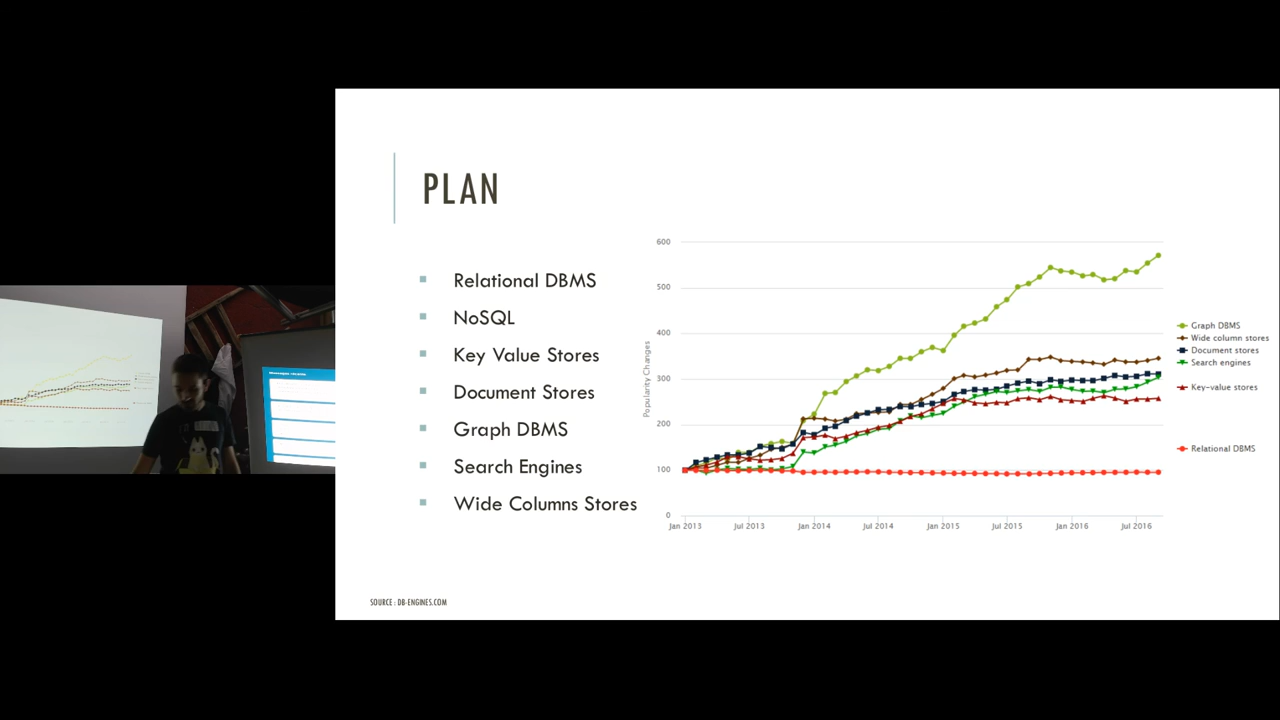 PLAN
Relational DBMS
NoSQL
Key Value Stores
Document Stores
Graph DBMS
Search Engines
Wide Columns Stores
600
500
400
300
200
100
0
Popularity Changes
Jan 2013
Jul 2013
Jan 2014
Jul 2014
Jan 2015
Jul 2015
Jan 2016
Jul 2016
Graph DBMS
Wide column stores
Document stores
Search engines
Key-value stores
Relational DBMS
SOURCE : DB-ENGINES.COM